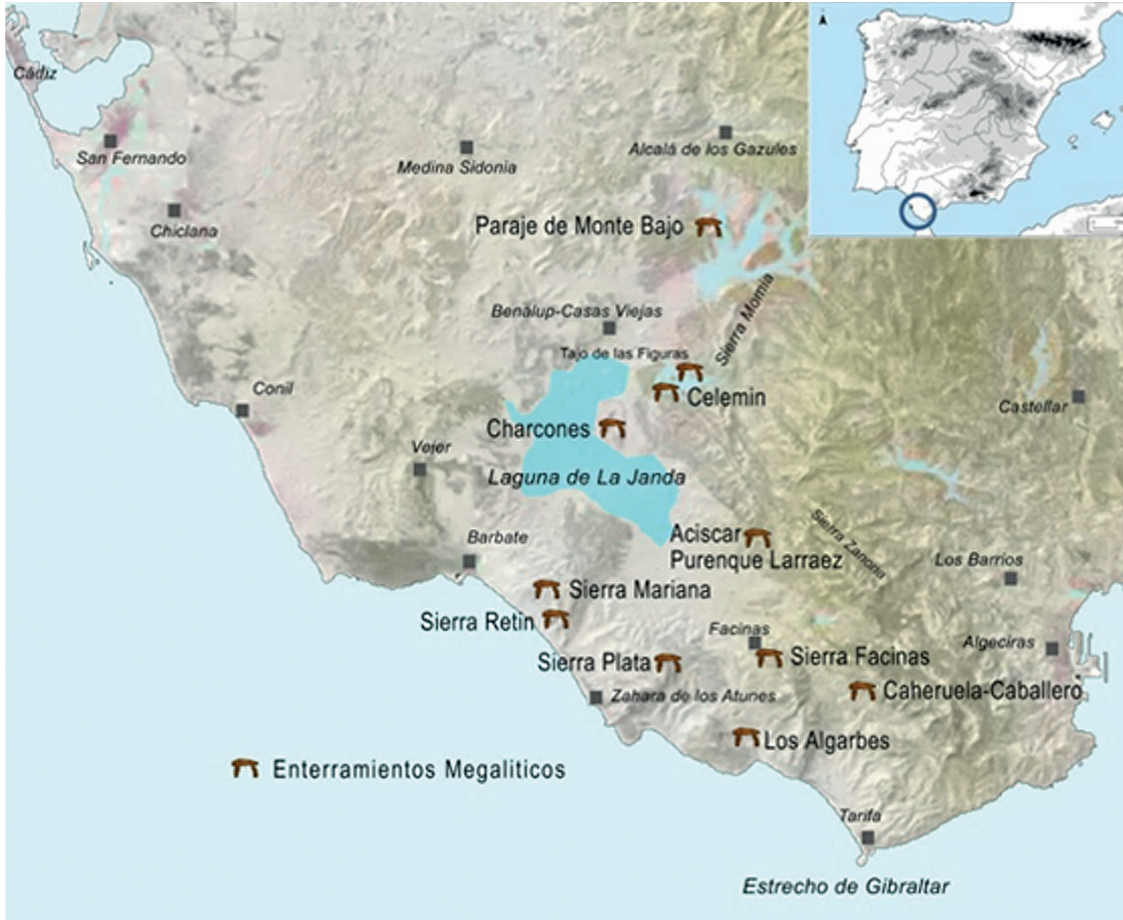 Cádiz
San Fernando
Medina Sidonia
Alcalá de los Gazules
Chiclana
Paraje de Monte Bajo
Sierra Momia
Benalup-Casas Viejas
Tajo de las Figuras
Celemin
Conil
Castellar
Charcones
Vejer
Laguna de La Janda
Aciscar
Purenque Larraez
Sierra Zanona
Barbate
Los Barrios
Sierra Mariana
Sierra Retin
Facinas
Algeciras
Sierra Plata
Sierra Facinas
Zahara de los Atunes
Caheruela-Caballero
Los Algarbes
Enterramientos Megaliticos
Tarifa
Estrecho de Gibraltar